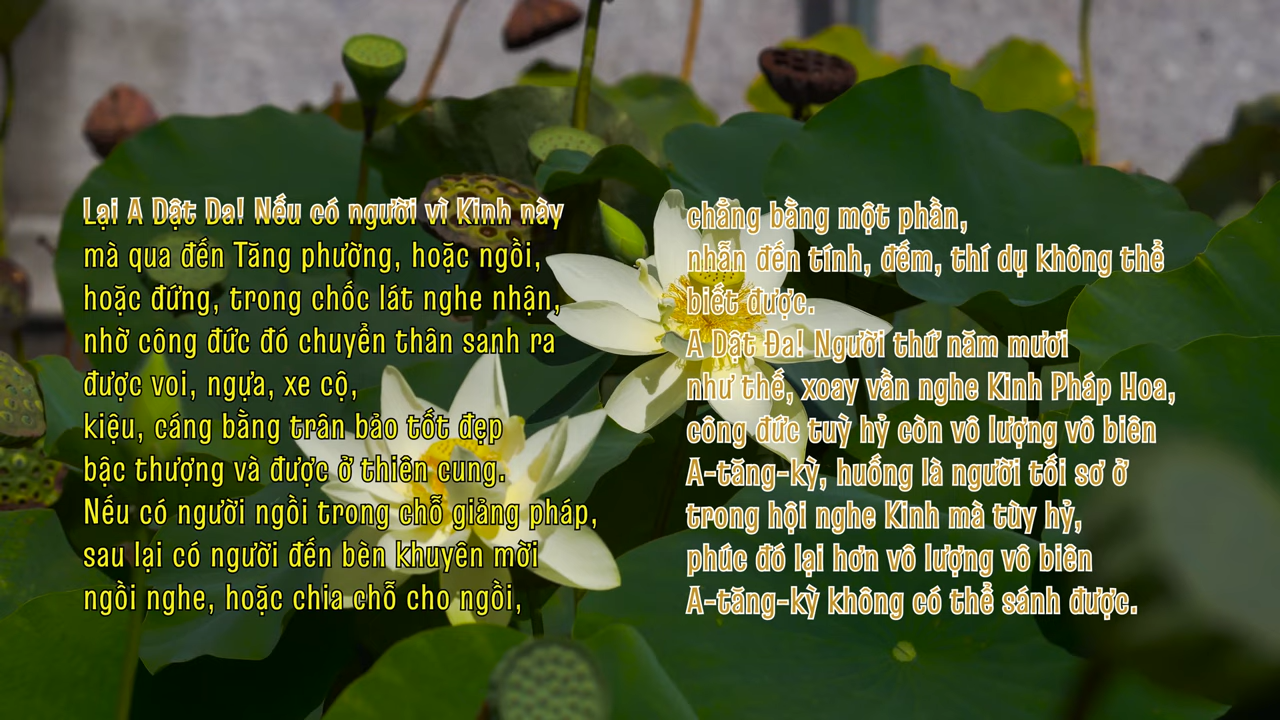 Lại A Dật Da! Nếu có người vì Kinh này
mà qua đến Tăng phường, hoặc ngồi,
hoặc đứng, trong chốc lát nghe nhận,
nhờ công đức đó chuyển thân sanh ra
được voi, ngựa, xe cộ,
kiệu, cáng bằng trân bảo tốt đẹp
bậc thượng và được ở thiên cung.
Nếu có người ngồi trong chỗ giảng pháp,
sau lại có người đến bèn khuyên mời
ngồi nghe, hoặc chia chỗ cho ngồi,
chẳng bằng một phần,
nhẫn đến tính, đếm, thí dụ không thể
biết được.
A Dật Đa! Người thứ năm mươi
như thế, xoay vần nghe Kinh Pháp Hoa,
công đức tuỳ hỷ còn vô lượng vô biên
A-tăng-kỳ, huống là người tối sơ ở
trong hội nghe Kinh mà tùy hỷ,
phúc đó lại hơn vô lượng vô biên
A-tăng-kỳ không có thể sánh được.